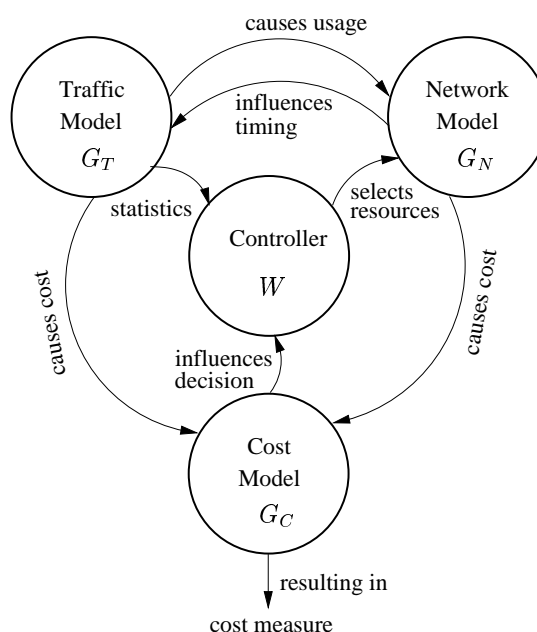 causes usage
Traffic
Model
G_T
influences
timing
Network
Model
G_N
statistics
selects
resources
Controller
W
causes cost
causes cost
influences
decision
Cost
Model
G_C
resulting in
cost measure